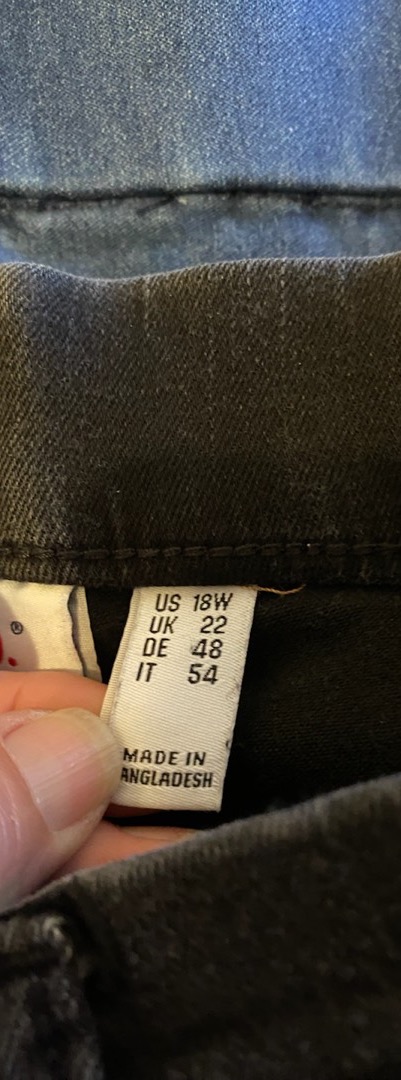 ®
US 18W
UK 22
DE 48
IT 54
MADE IN
ANGLADESH